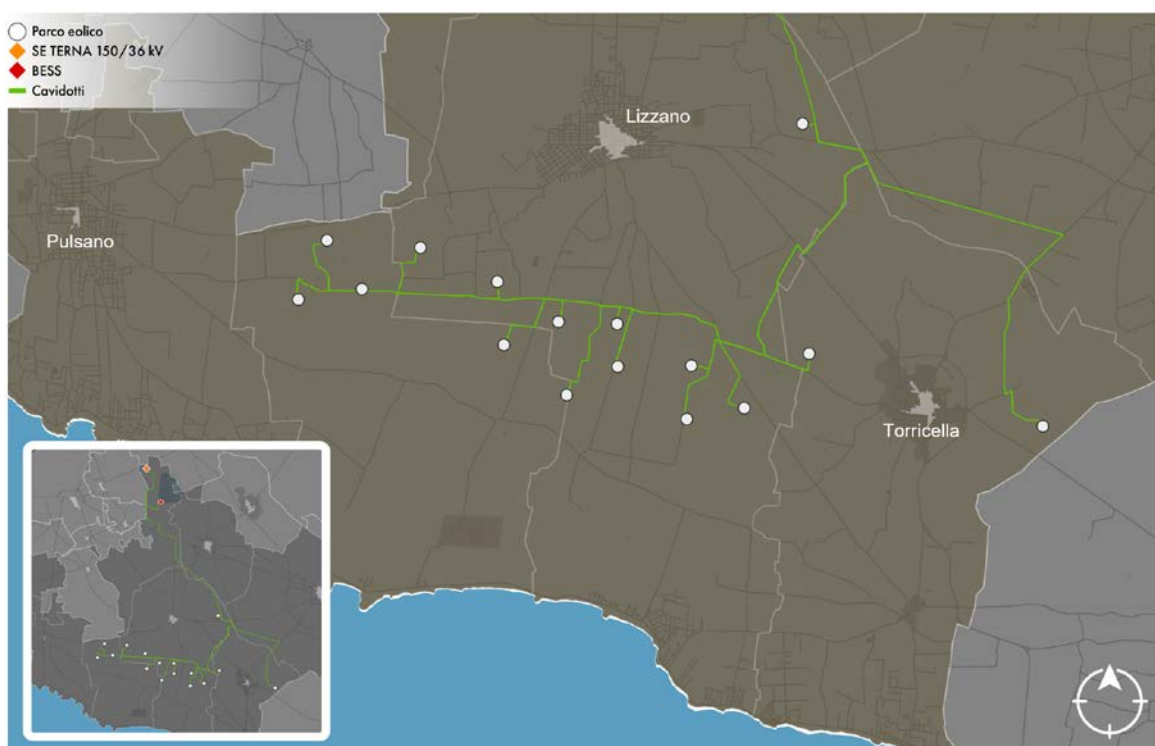 Parco eolico
SE TERNA 150/36 kV
BESS
Cavidotti
Lizzano
Pulsano
Torricella